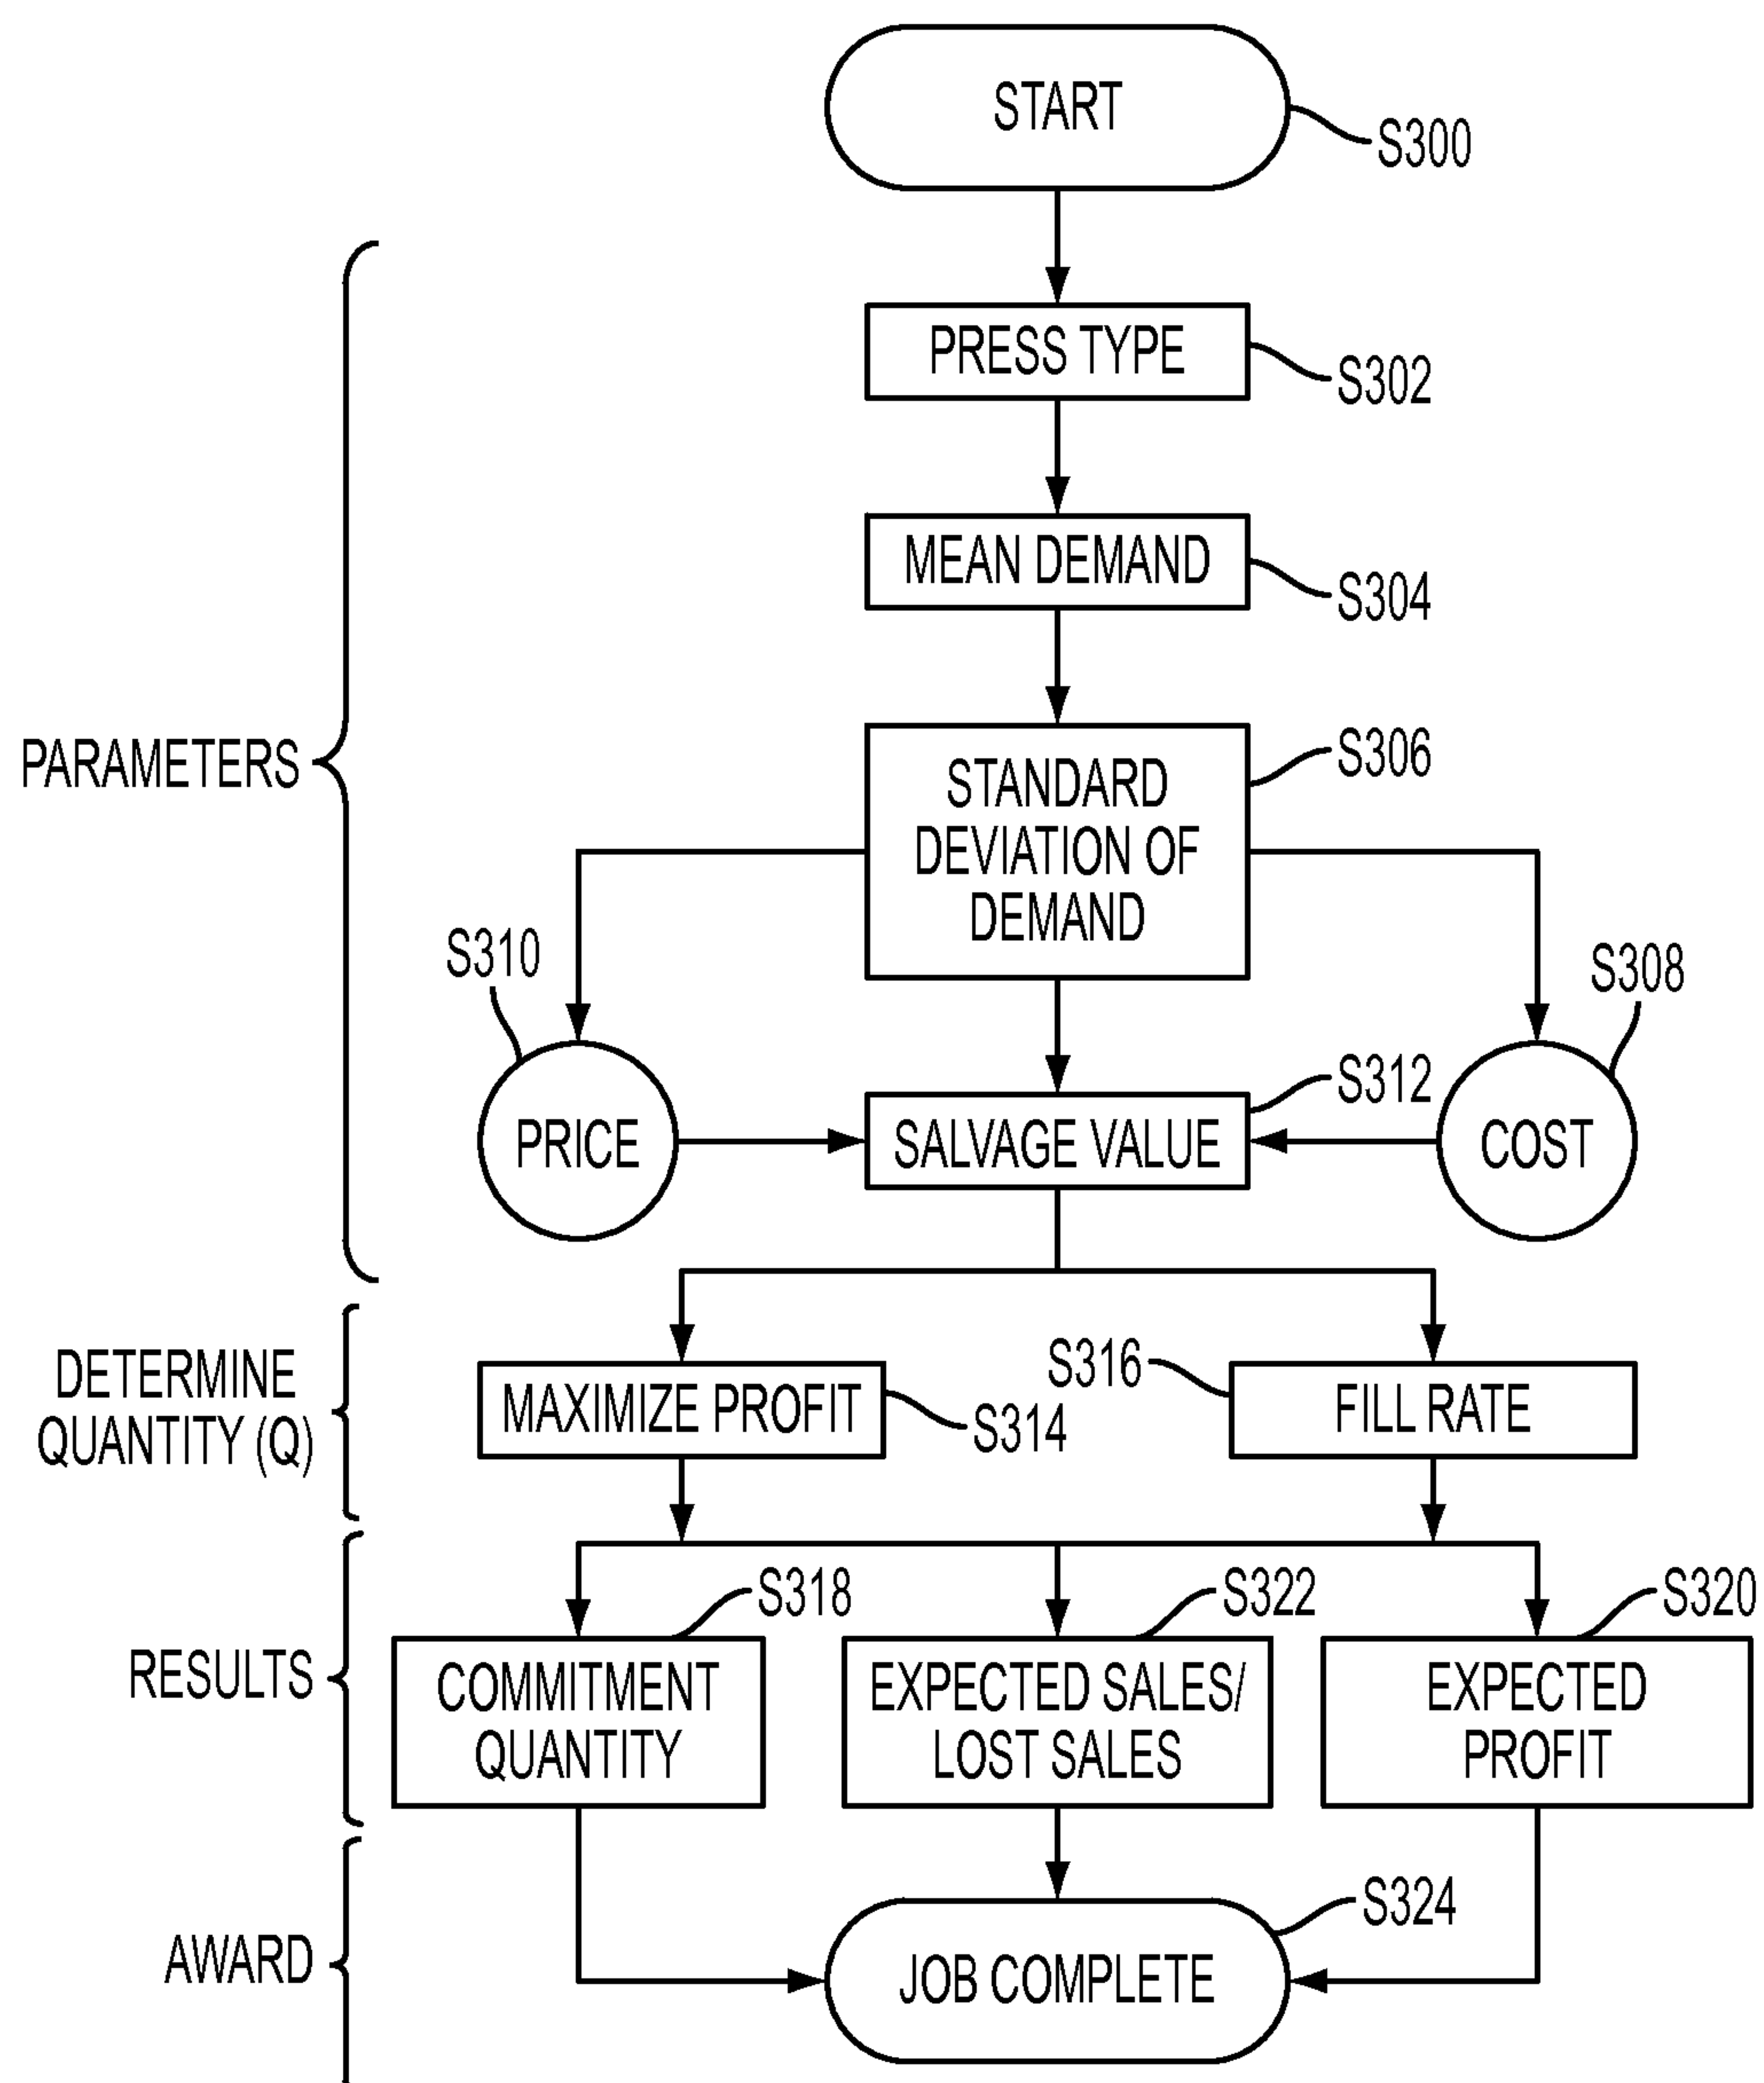 START
S300
PRESS TYPE
S302
MEAN DEMAND
S304
PARAMETERS
STANDARD
DEVIATION OF
DEMAND
S306
S310
S308
PRICE
SALVAGE VALUE
S312
COST
DETERMINE
QUANTITY (Q)
MAXIMIZE PROFIT
S314
S316
FILL RATE
RESULTS
S318
COMMITMENT
QUANTITY
S322
EXPECTED SALES/
LOST SALES
S320
EXPECTED
PROFIT
AWARD
JOB COMPLETE
S324